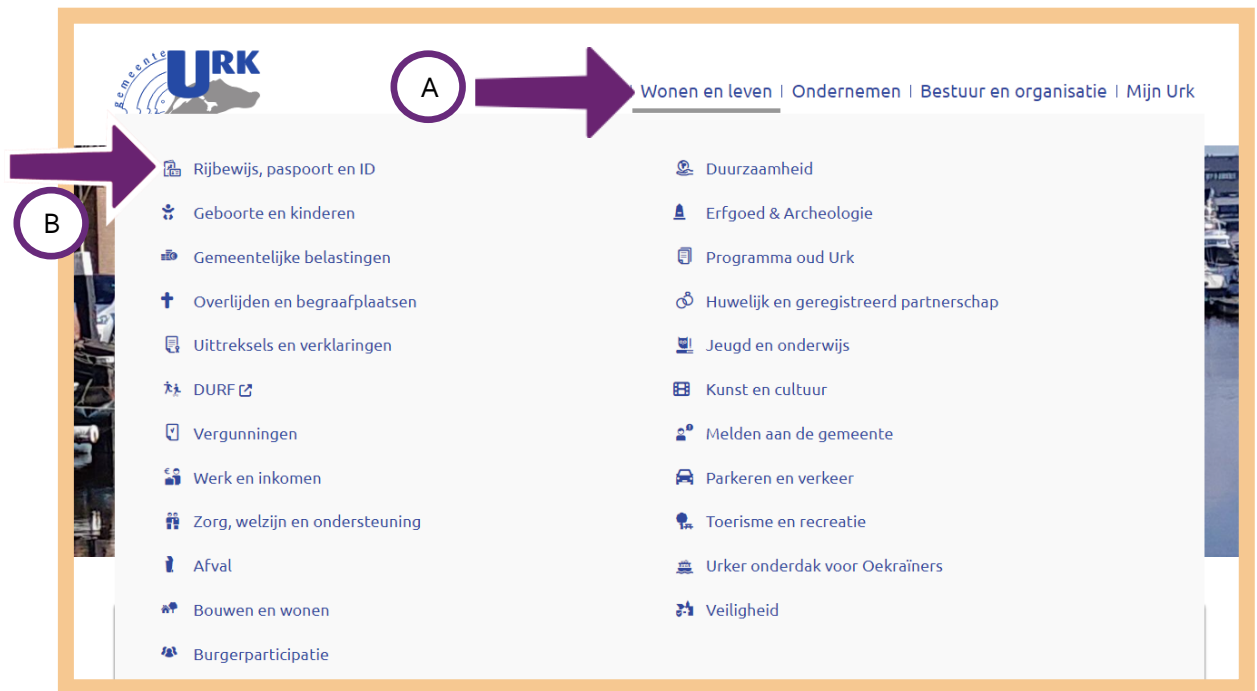 gemeente
URK
A
Wonen en leven | Ondernemen | Bestuur en organisatie | Mijn Urk
B
Rijbewijs, paspoort en ID
Geboorte en kinderen
Gemeentelijke belastingen
Overlijden en begraafplaatsen
Uittreksels en verklaringen
DURF
Vergunningen
Werk en inkomen
Zorg, welzijn en ondersteuning
Afval
Bouwen en wonen
Burgerparticipatie
Duurzaamheid
Erfgoed & Archeologie
Programma oud Urk
Huwelijk en geregistreerd partnerschap
Jeugd en onderwijs
Kunst en cultuur
Melden aan de gemeente
Parkeren en verkeer
Toerisme en recreatie
Urker onderdak voor Oekraïners
Veiligheid